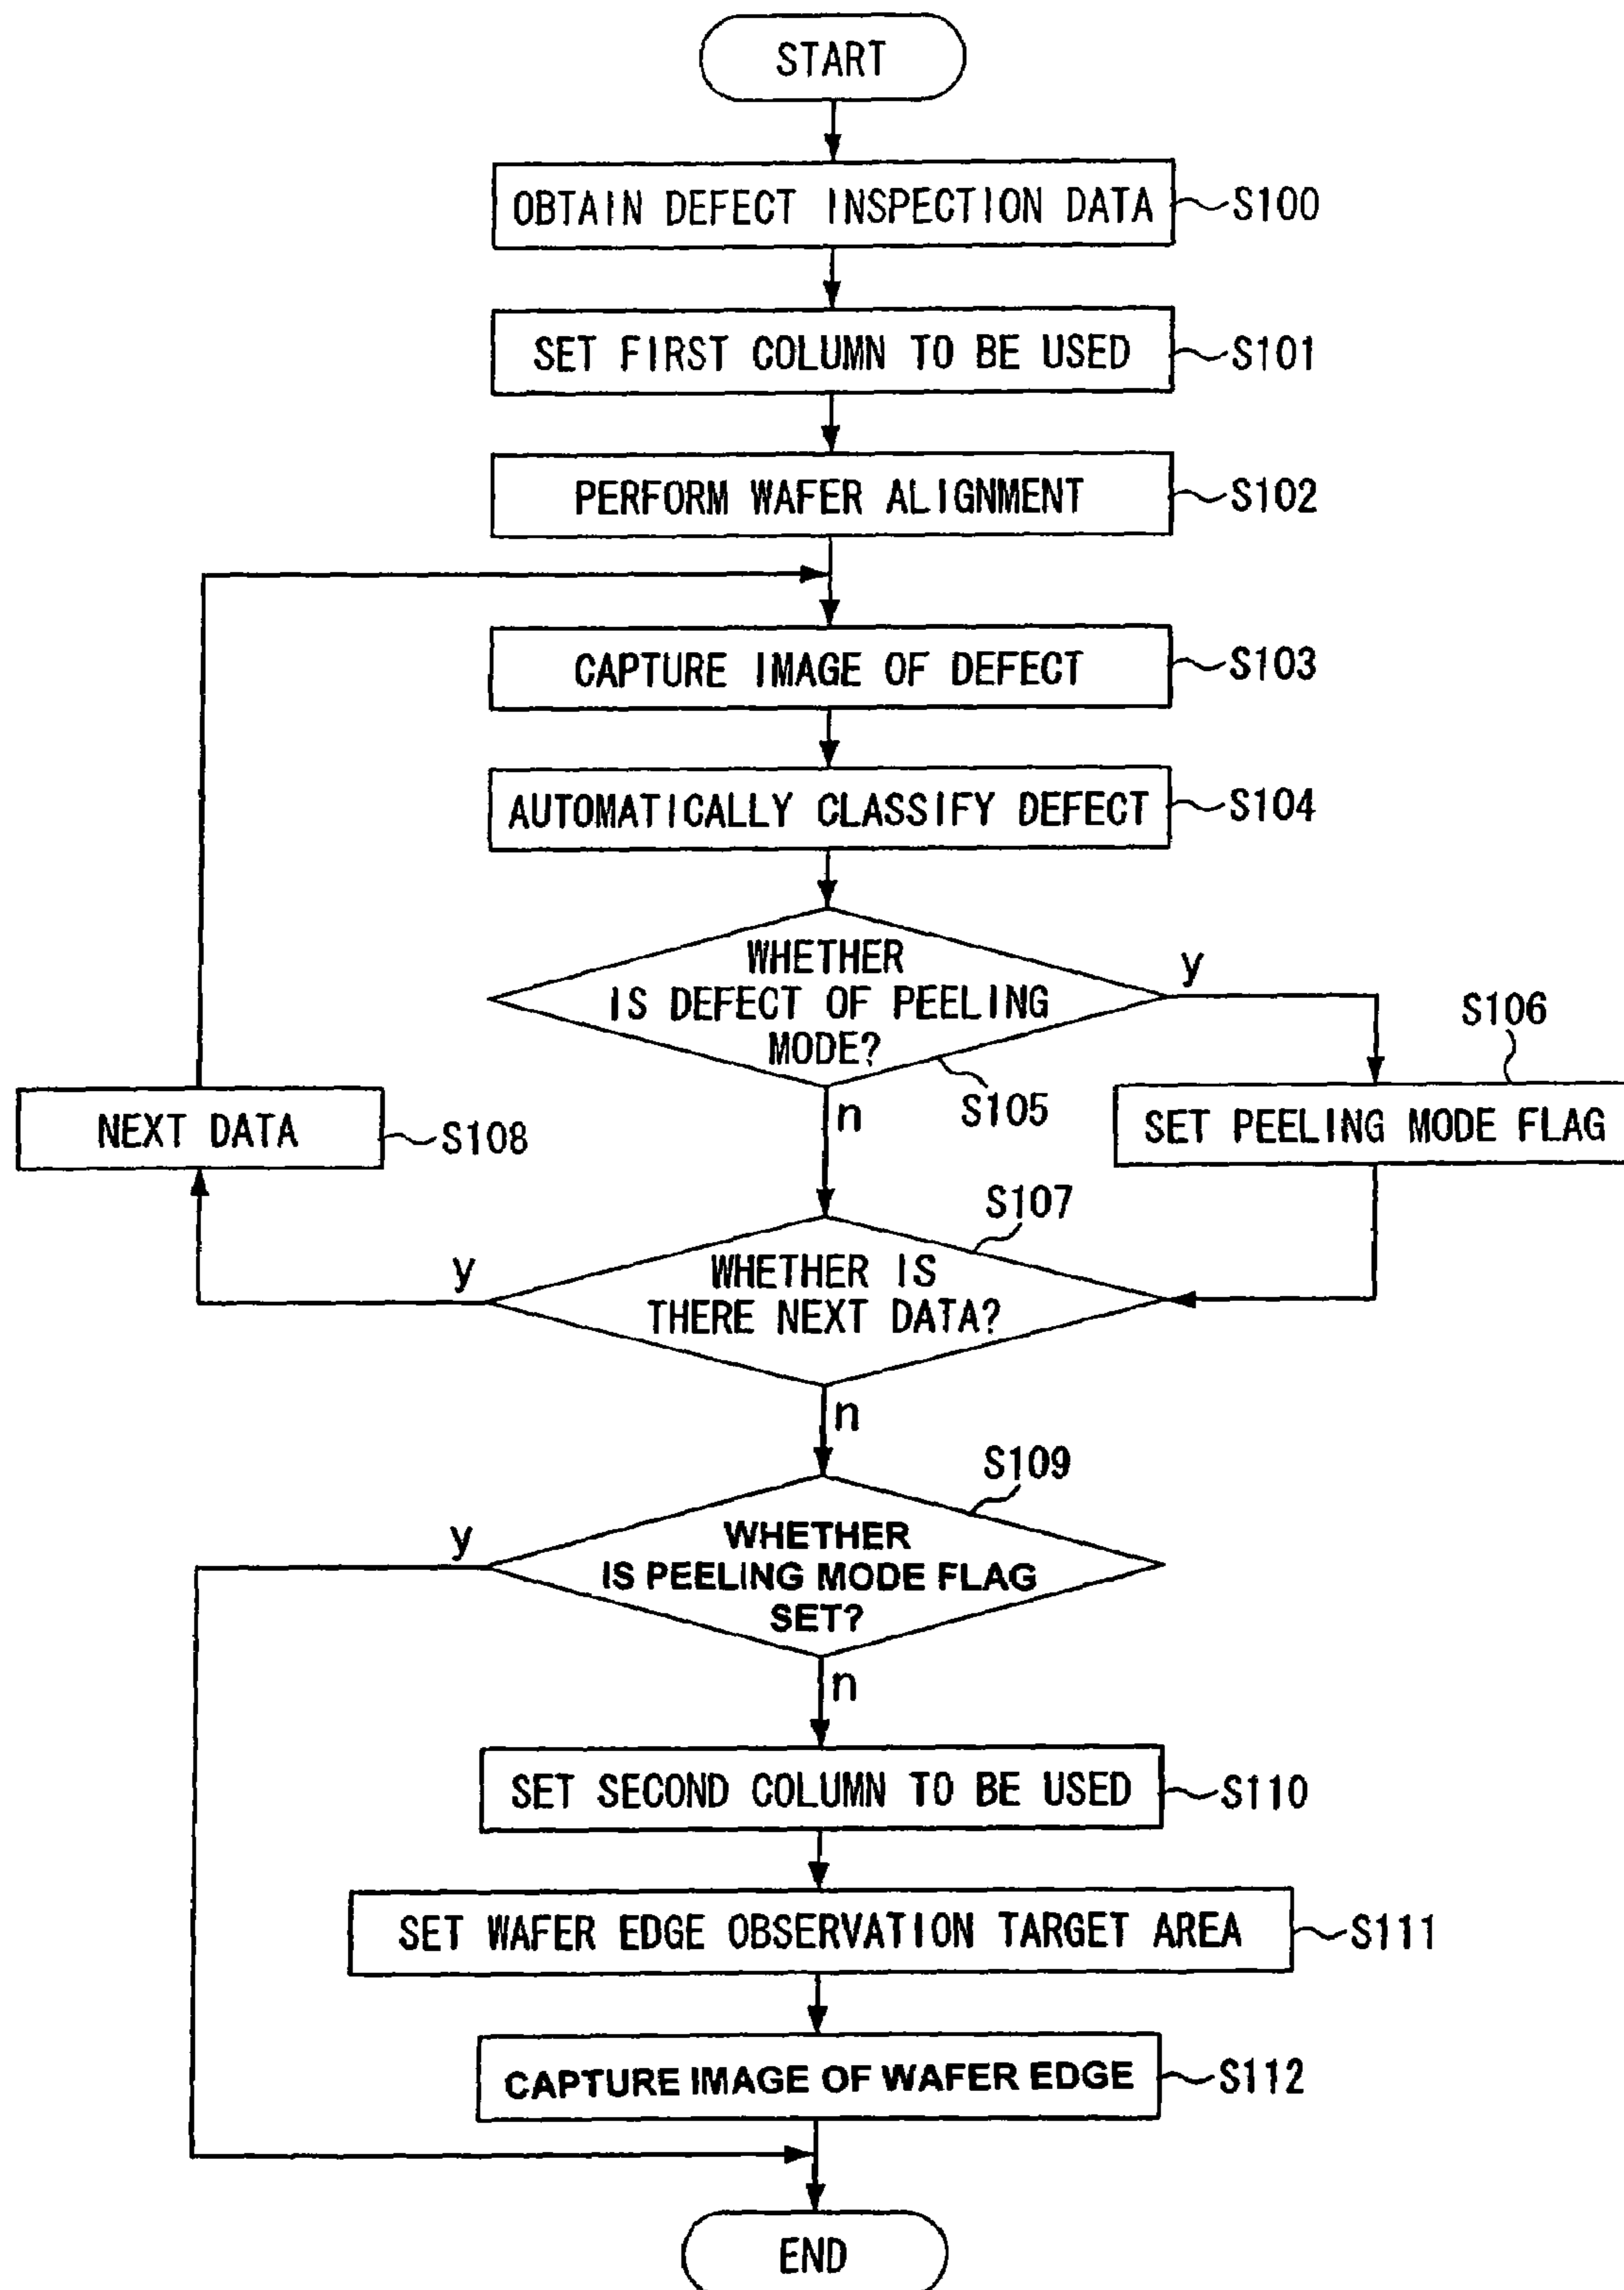 START
OBTAIN DEFECT INSPECTION DATA
S100
SET FIRST COLUMN TO BE USED
S101
PERFORM WAFER ALIGNMENT
S102
CAPTURE IMAGE OF DEFECT
S103
AUTOMATICALLY CLASSIFY DEFECT
S104
WHETHER
IS DEFECT OF PEELING
MODE?
y
S105
n
S106
SET PEELING MODE FLAG
NEXT DATA
S108
S107
WHETHER IS
THERE NEXT DATA?
y
n
S109
WHETHER
IS PEELING MODE FLAG
SET?
y
n
SET SECOND COLUMN TO BE USED
S110
SET WAFER EDGE OBSERVATION TARGET AREA
S111
CAPTURE IMAGE OF WAFER EDGE
S112
END